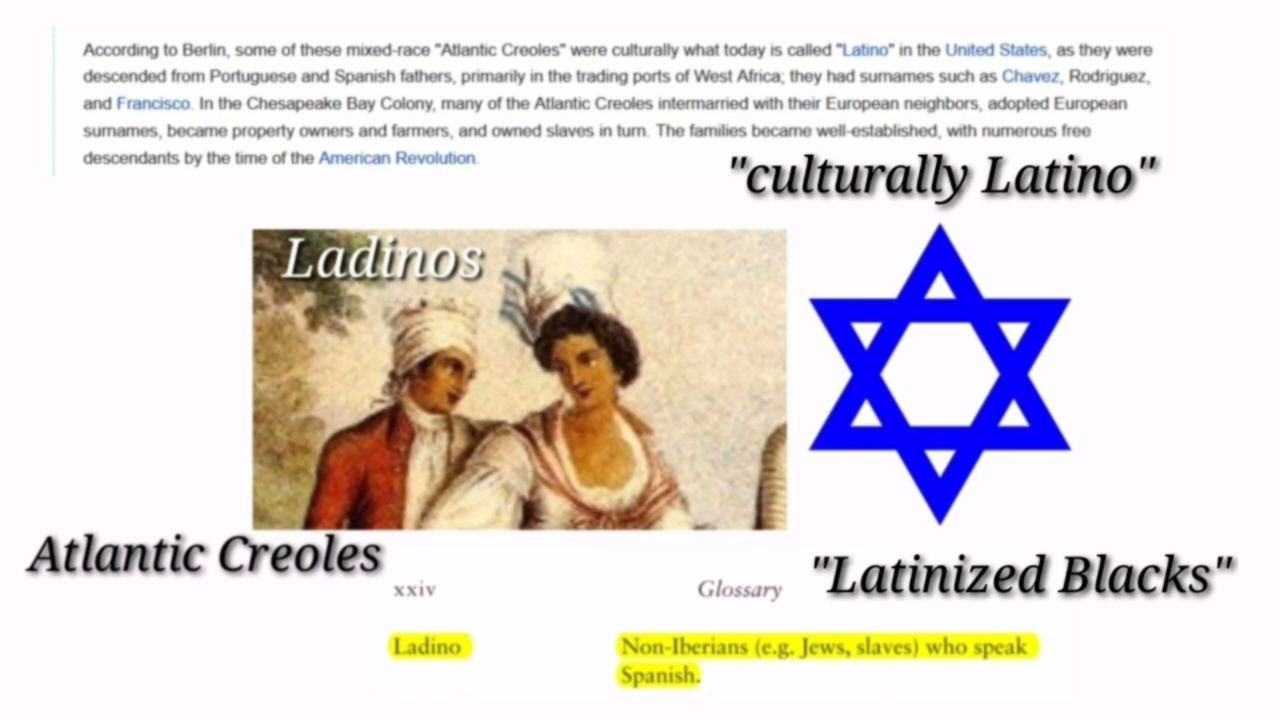 According to Berlin, some of these mixed-race "Atlantic Creoles" were culturally what today is called "Latino" in the United States, as they were
descended from Portuguese and Spanish fathers, primarily in the trading ports of West Africa; they had surnames such as Chavez, Rodriguez,
and Francisco. In the Chesapeake Bay Colony, many of the Atlantic Creoles intermarried with their European neighbors, adopted European
surnames, became property owners and farmers, and owned slaves in turn. The families became well-established, with numerous free
descendants by the time of the American Revolution.
"culturally Latino"
Ladinos
Atlantic Creoles
"Latinized Blacks"
xxiv Glossary
Ladino Non-Iberians (e.g. Jews, slaves) who speak
Spanish.